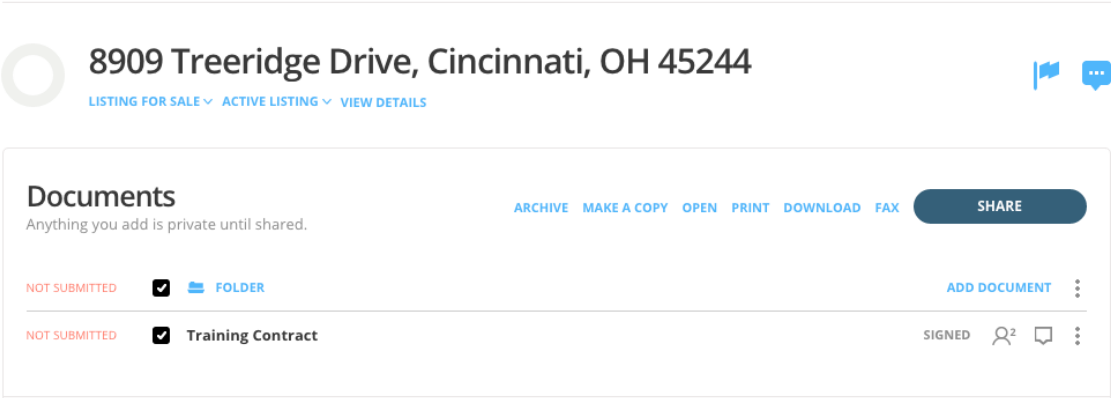 8909 Treeridge Drive, Cincinnati, OH 45244
LISTING FOR SALE ACTIVE LISTING VIEW DETAILS
Documents
Anything you add is private until shared.
ARCHIVE MAKE A COPY OPEN PRINT DOWNLOAD FAX SHARE
NOT SUBMITTED FOLDER ADD DOCUMENT
NOT SUBMITTED Training Contract SIGNED 2